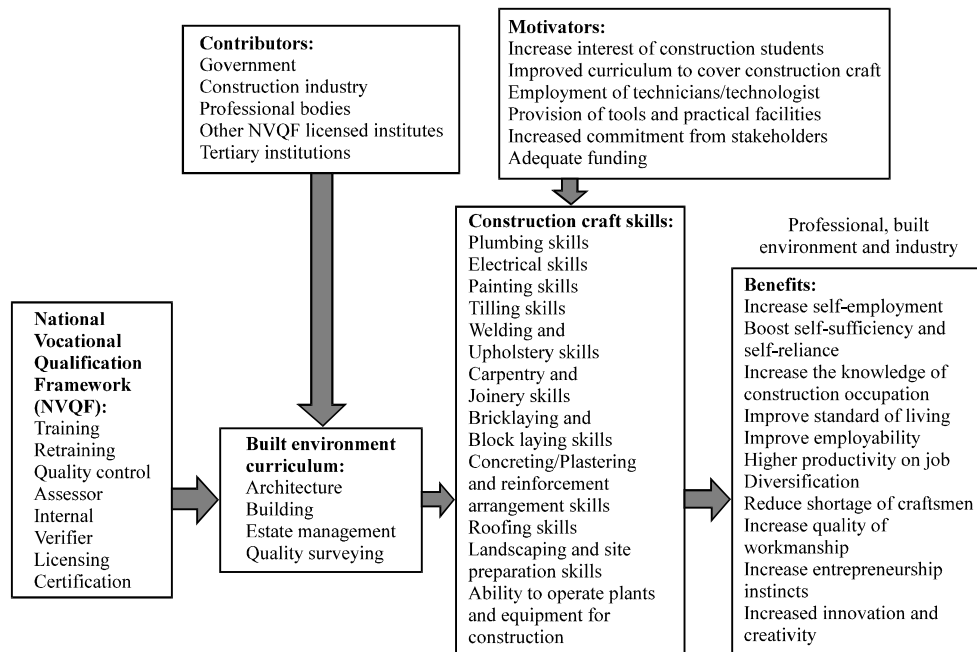 Contributors:
Government
Construction industry
Professional bodies
Other NVQF licensed institutes
Tertiary institutions
Motivators:
Increase interest of construction students
Improved curriculum to cover construction craft
Employment of technicians/technologist
Provision of tools and practical facilities
Increased commitment from stakeholders
Adequate funding
National
Vocational
Qualification
Framework
(NVQF):
Training
Retraining
Quality control
Assessor
Internal
Verifier
Licensing
Certification
Built environment
curriculum:
Architecture
Building
Estate management
Quality surveying
Construction craft skills:
Plumbing skills
Electrical skills
Painting skills
Tilling skills
Welding and
Upholstery skills
Carpentry and
Joinery skills
Bricklaying and
Block laying skills
Concreting/Plastering
and reinforcement
arrangement skills
Roofing skills
Landscaping and site
preparation skills
Ability to operate plants
and equipment for
construction
Professional, built
environment and industry
Benefits:
Increase self-employment
Boost self-sufficiency and
self-reliance
Increase the knowledge of
construction occupation
Improve standard of living
Improve employability
Higher productivity on job
Diversification
Reduce shortage of craftsmen
Increase quality of
workmanship
Increase entrepreneurship
instincts
Increased innovation and
creativity